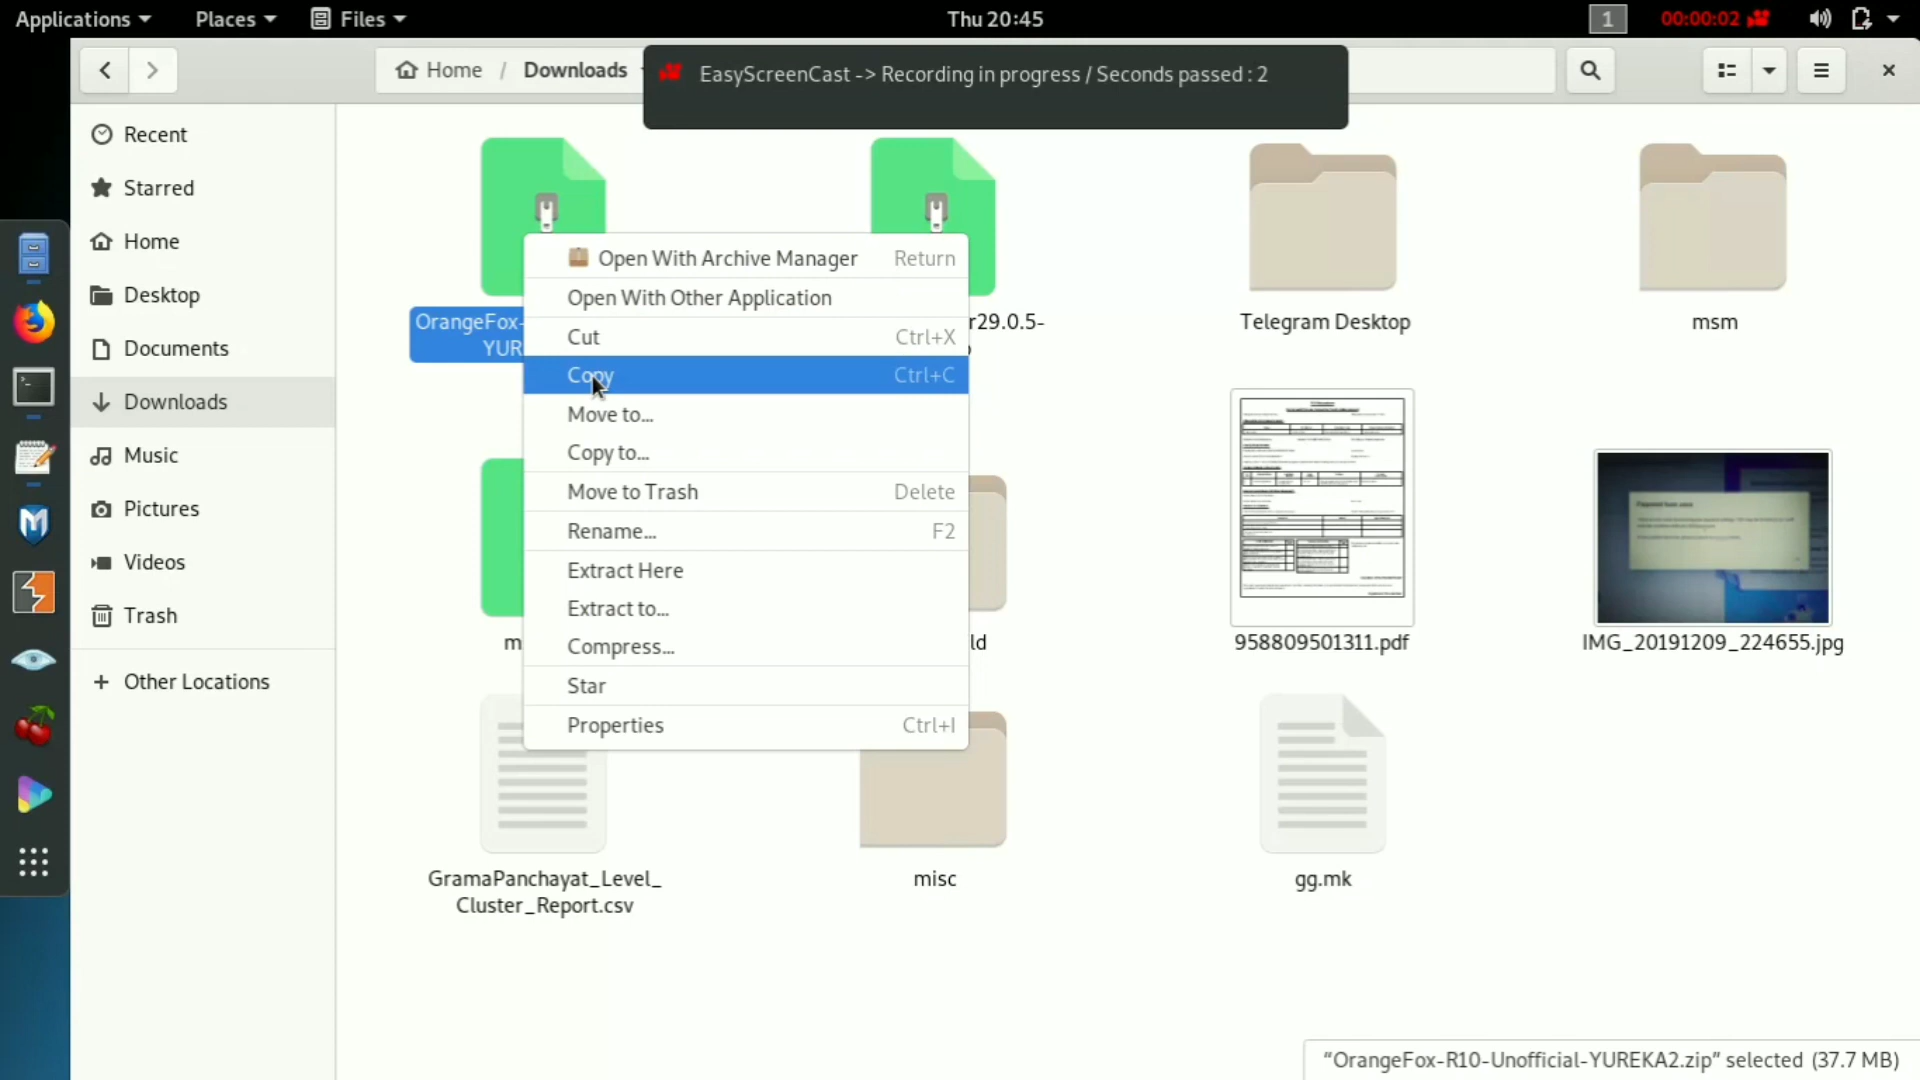 Applications Places Files Thu 20:45 1 00:00:02
Home / Downloads
EasyScreenCast -> Recording in progress / Seconds passed : 2
Recent
Starred
Home
Desktop
Documents
Downloads
Music
Pictures
Videos
Trash
+ Other Locations
OrangeFox-
YUR
r29.0.5-
Telegram Desktop
msm
Open With Archive Manager Return
Open With Other Application
Cut Ctrl+X
Copy Ctrl+C
Move to...
Copy to...
Move to Trash Delete
Rename... F2
Extract Here
Extract to...
Compress...
Star
Properties Ctrl+I
m
ld
958809501311.pdf
IMG_20191209_224655.jpg
GramaPanchayat_Level_
Cluster_Report.csv
misc
gg.mk
“OrangeFox-R10-Unofficial-YUREKA2.zip” selected (37.7 MB)